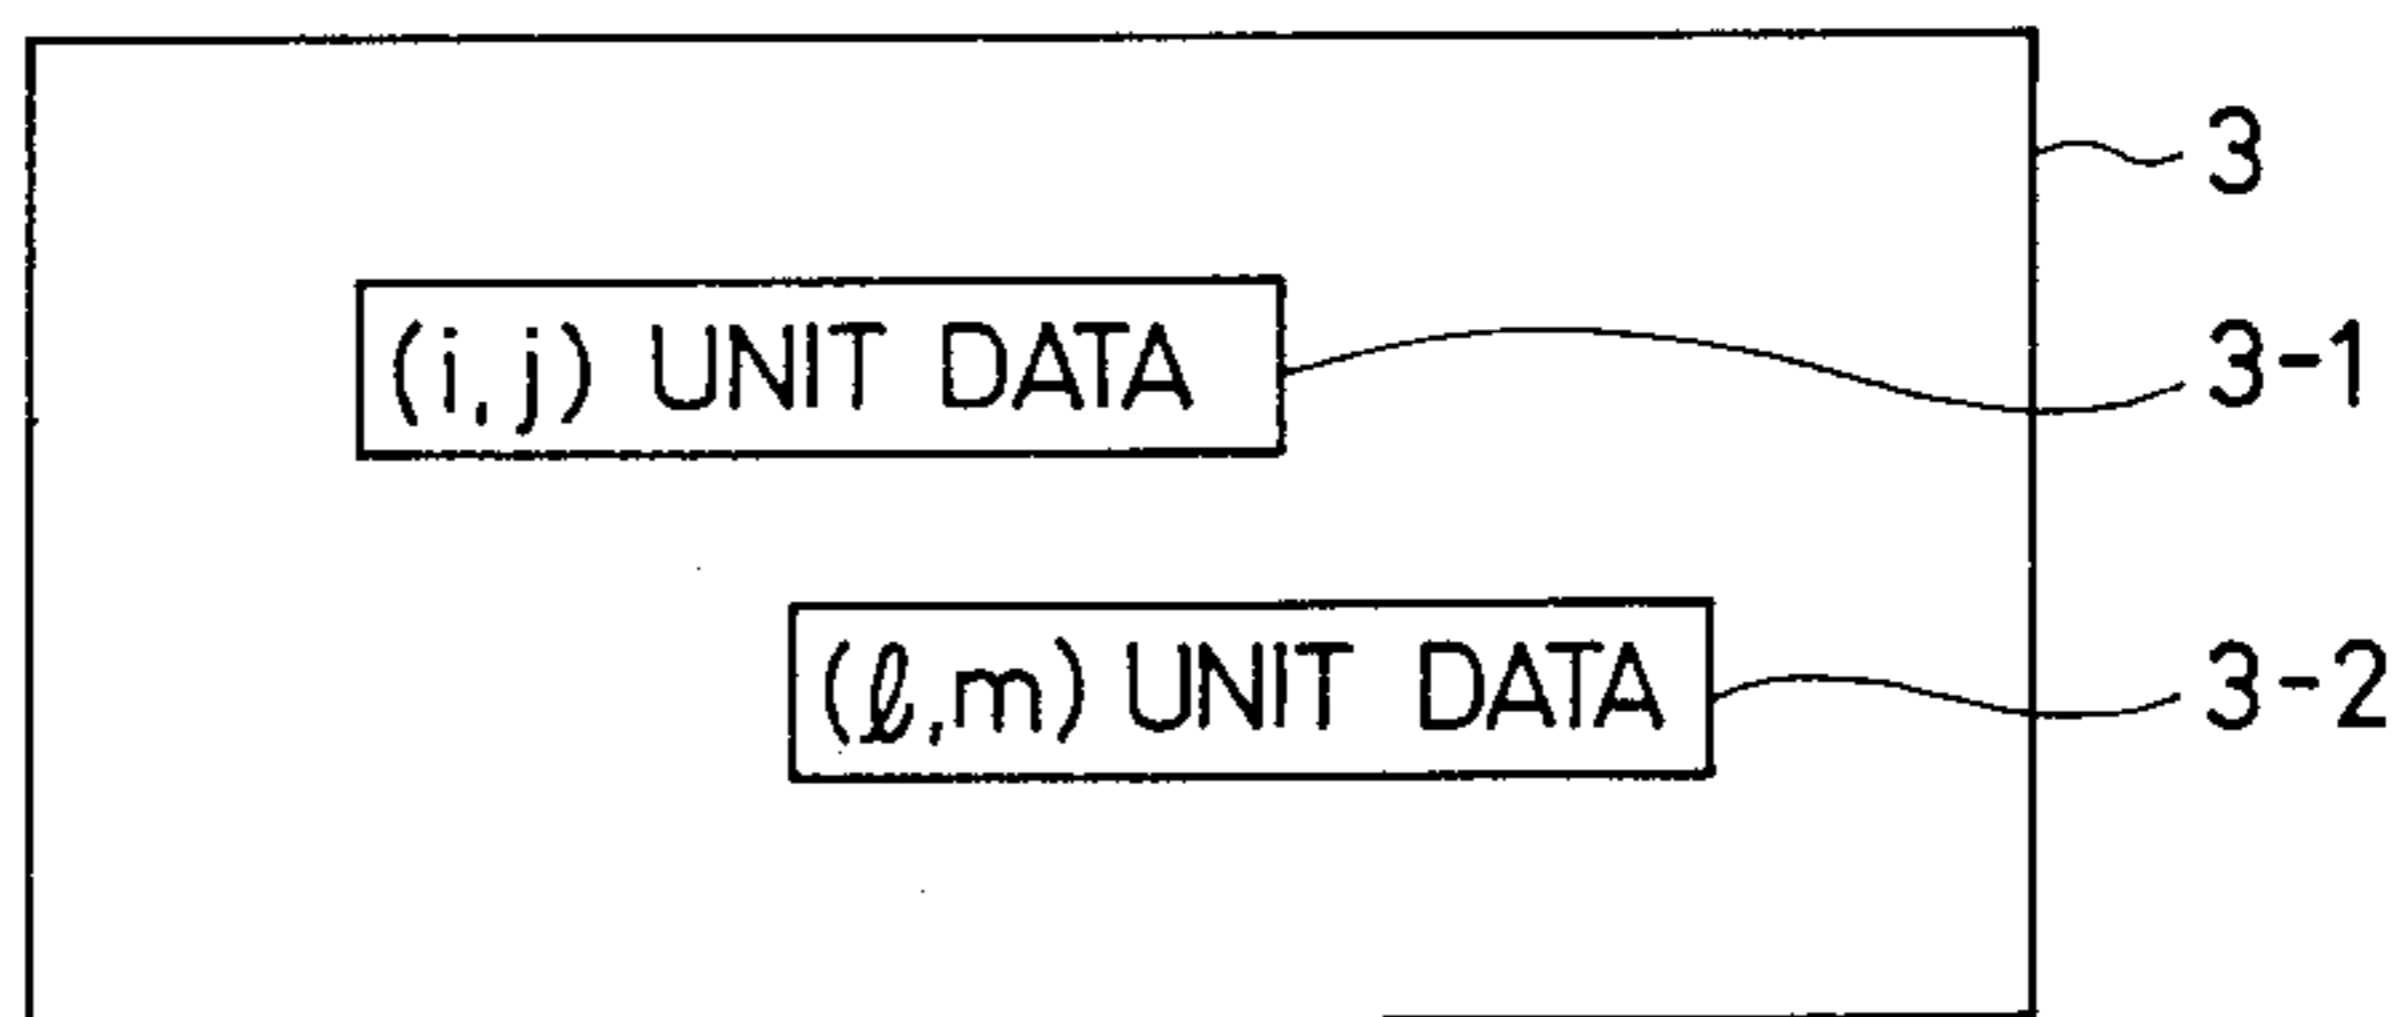 3
(i,j) UNIT DATA
3-1
(ℓ,m) UNIT DATA
3-2